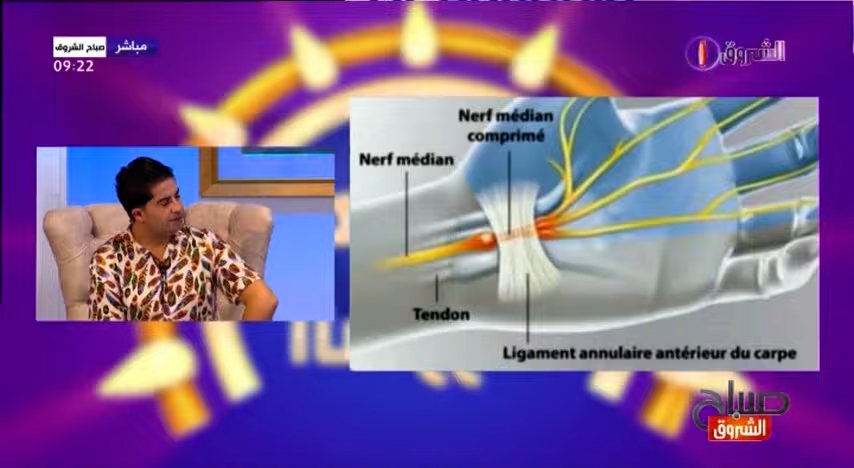 صباح الشروق مباشر
09:22
الشروق
Nerf médian
comprimé
Nerf médian
Tendon
Ligament annulaire antérieur du carpe
صباح
الشروق